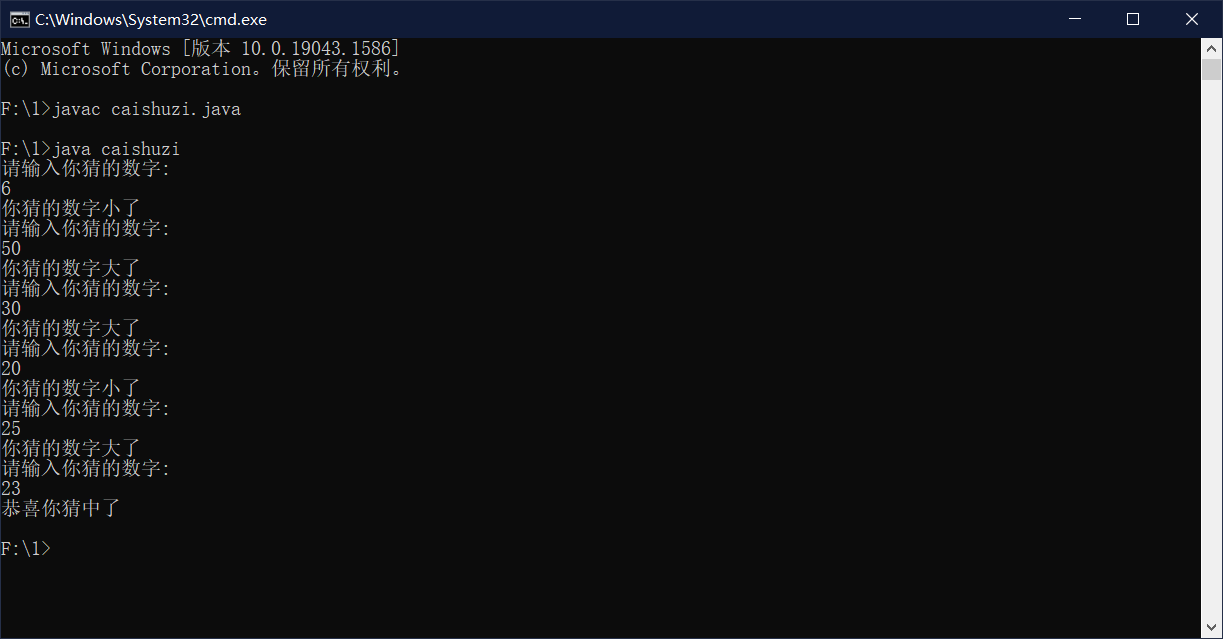 C:\Windows\System32\cmd.exe
Microsoft Windows [版本 10.0.19043.1586]
(c) Microsoft Corporation。保留所有权利。
F:\1>javac caishuzi.java
F:\1>java caishuzi
请输入你猜的数字:
6
你猜的数字小了
请输入你猜的数字:
50
你猜的数字大了
请输入你猜的数字:
30
你猜的数字大了
请输入你猜的数字:
20
你猜的数字小了
请输入你猜的数字:
25
你猜的数字大了
请输入你猜的数字:
23
恭喜你猜中了
F:\1>